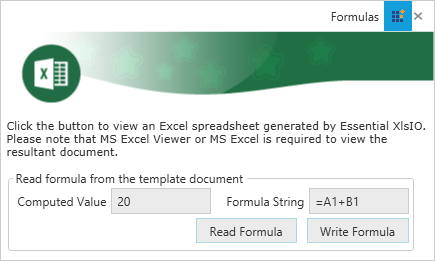 Formulas
X
Click the button to view an Excel spreadsheet generated by Essential XlsIO.
Please note that MS Excel Viewer or MS Excel is required to view the
resultant document.
Read formula from the template document
Computed Value 20 Formula String =A1+B1
Read Formula Write Formula